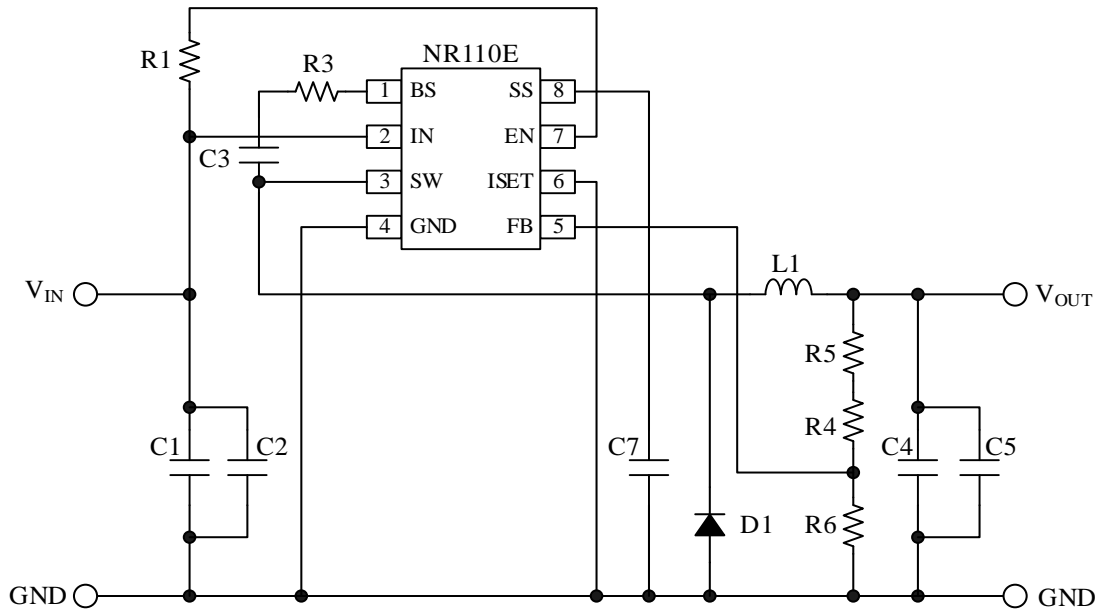 NR110E
R1
R3
1 BS SS 8
2 IN EN 7
C3
3 SW ISET 6
4 GND FB 5
L1
VIN
VOUT
R5
R4
C1
C2
C7
C4
C5
D1
R6
GND
GND